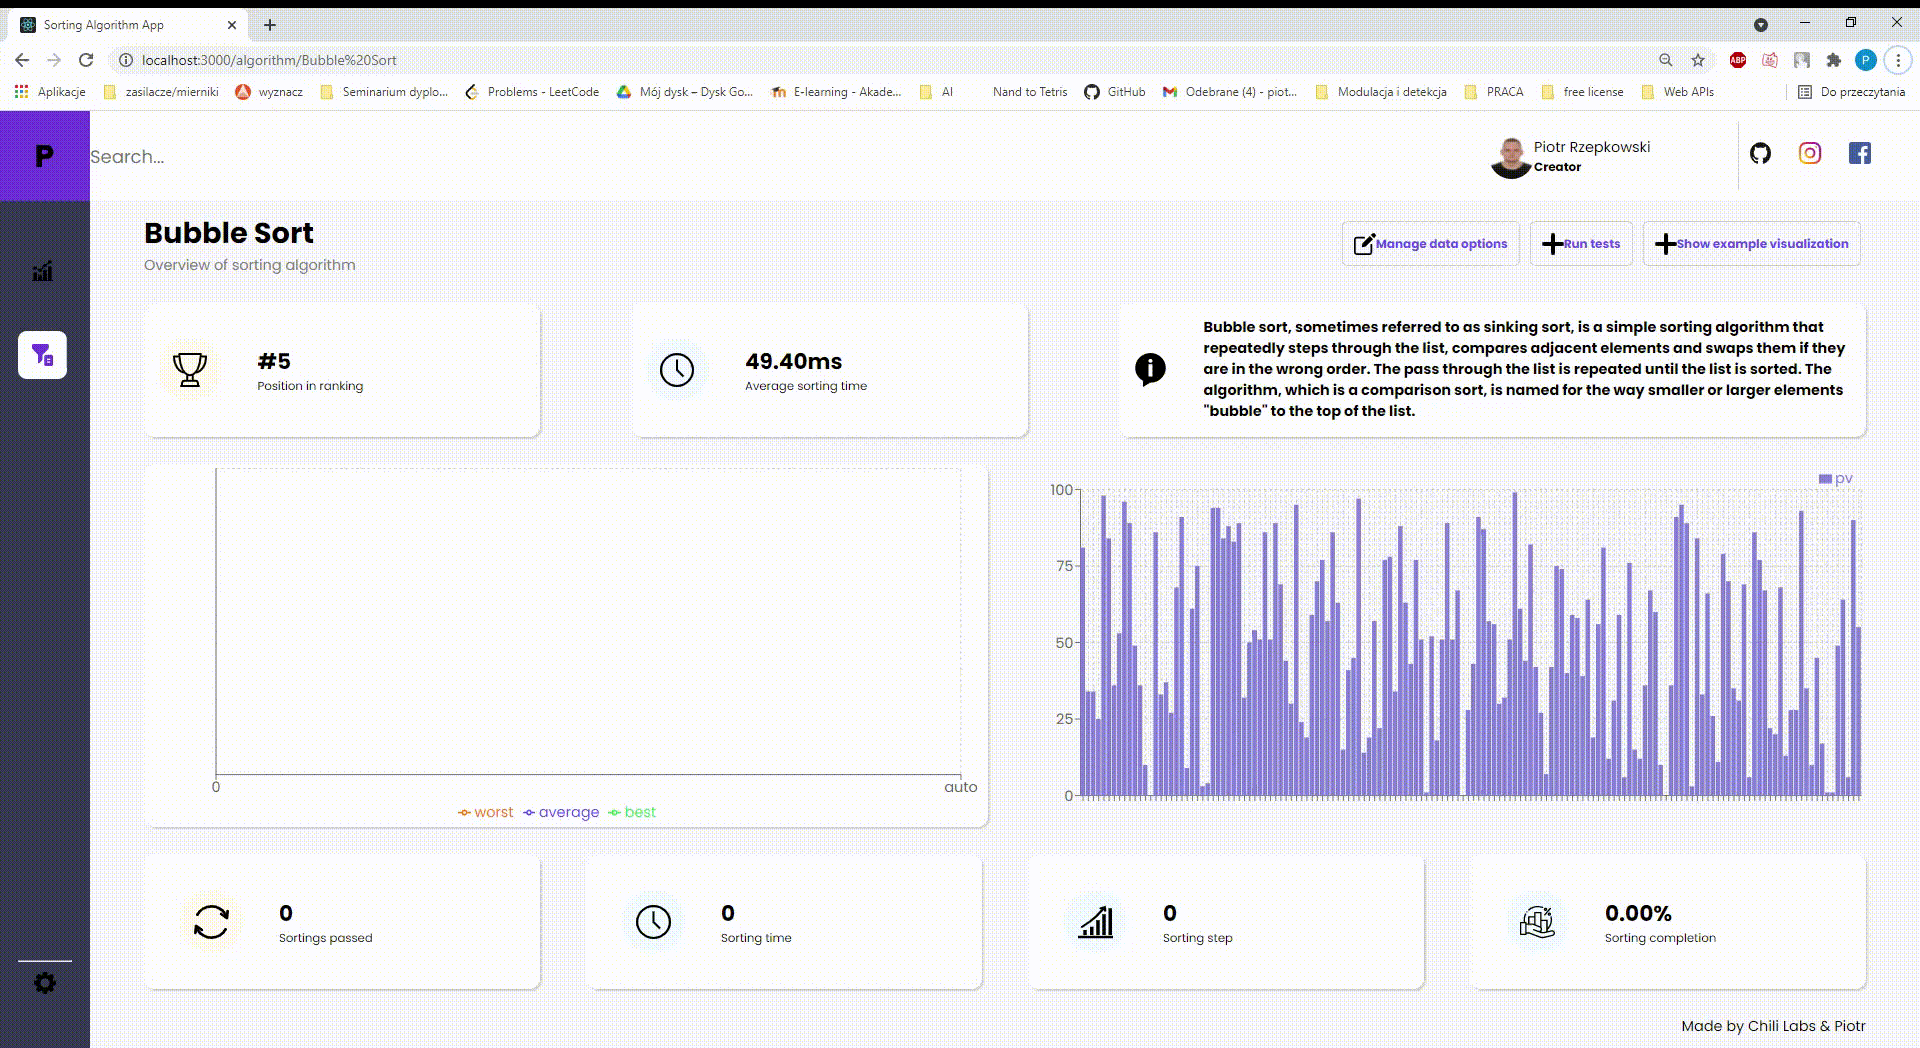 Sorting Algorithm App
localhost:3000/algorithm/Bubble%20Sort
ABP
P
Aplikacje zasilacze/mierniki wyznacz Seminarium dyplo... Problems - LeetCode Mój dysk – Dysk Go... E-learning - Akade... AI Nand to Tetris GitHub Odebrane (4) - piot... Modulacja i detekcja PRACA free license Web APIs Do przeczytania
P
Search...
Piotr Rzepkowski
Creator
Bubble Sort
Overview of sorting algorithm
Manage data options
Run tests
Show example visualization
#5
Position in ranking
49.40ms
Average sorting time
Bubble sort, sometimes referred to as sinking sort, is a simple sorting algorithm that
repeatedly steps through the list, compares adjacent elements and swaps them if they
are in the wrong order. The pass through the list is repeated until the list is sorted. The
algorithm, which is a comparison sort, is named for the way smaller or larger elements
"bubble" to the top of the list.
0
auto
worst average best
pv
100
75
50
25
0
0
Sortings passed
0
Sorting time
0
Sorting step
0.00%
Sorting completion
Made by Chili Labs & Piotr